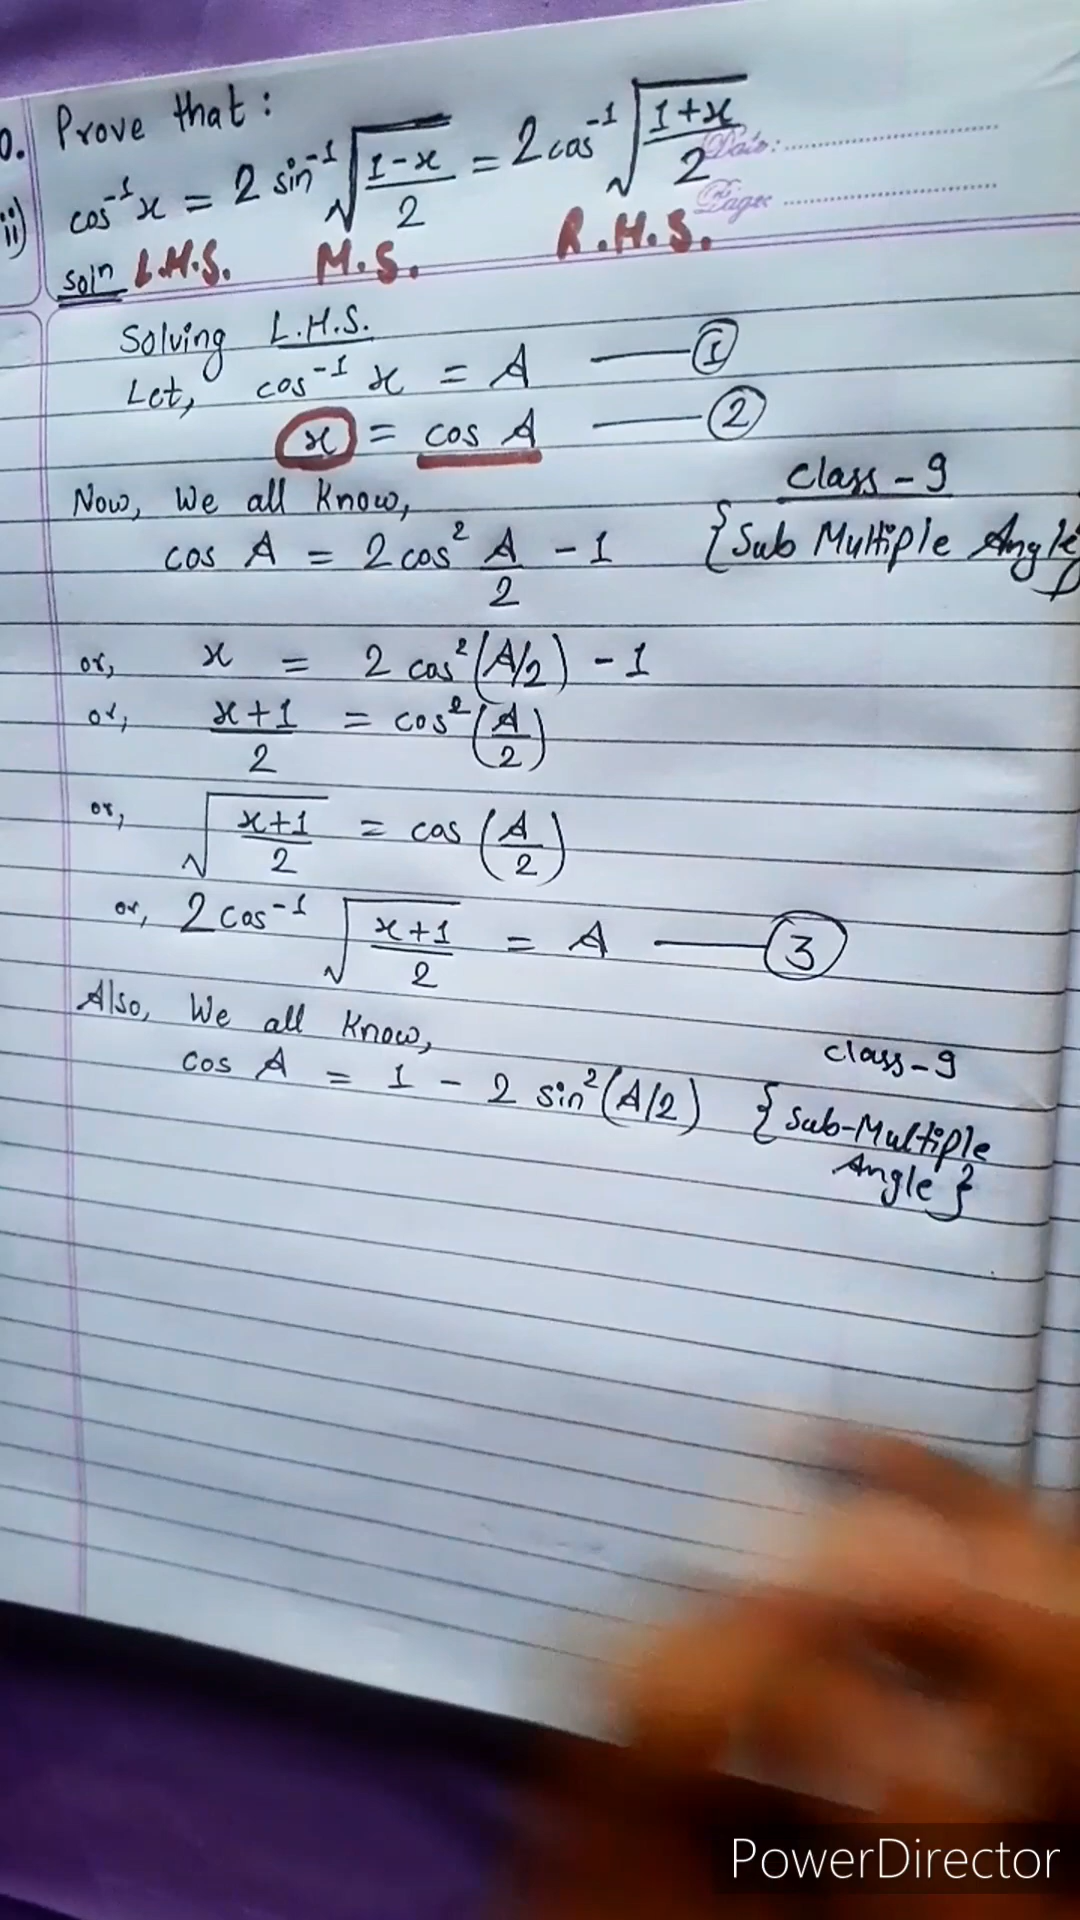 0. Prove that:
ii) cos⁻¹x = 2 sin⁻¹ √((1-x)/2) = 2 cos⁻¹ √((1+x)/2)
Date:
Page:
Solⁿ L.H.S. M.S. R.H.S.
Solving L.H.S.
Let, cos⁻¹ x = A —— ①
x = cos A —— ②
Now, We all know,
class - 9
cos A = 2 cos² A/2 - 1 {Sub Multiple Angle}
or, x = 2 cos² (A/2) - 1
or, (x+1)/2 = cos² (A/2)
or, √((x+1)/2) = cos (A/2)
or, 2 cos⁻¹ √((x+1)/2) = A —— ③
Also, We all know,
class - 9
cos A = 1 - 2 sin² (A/2) {Sub-Multiple
Angle}
PowerDirector